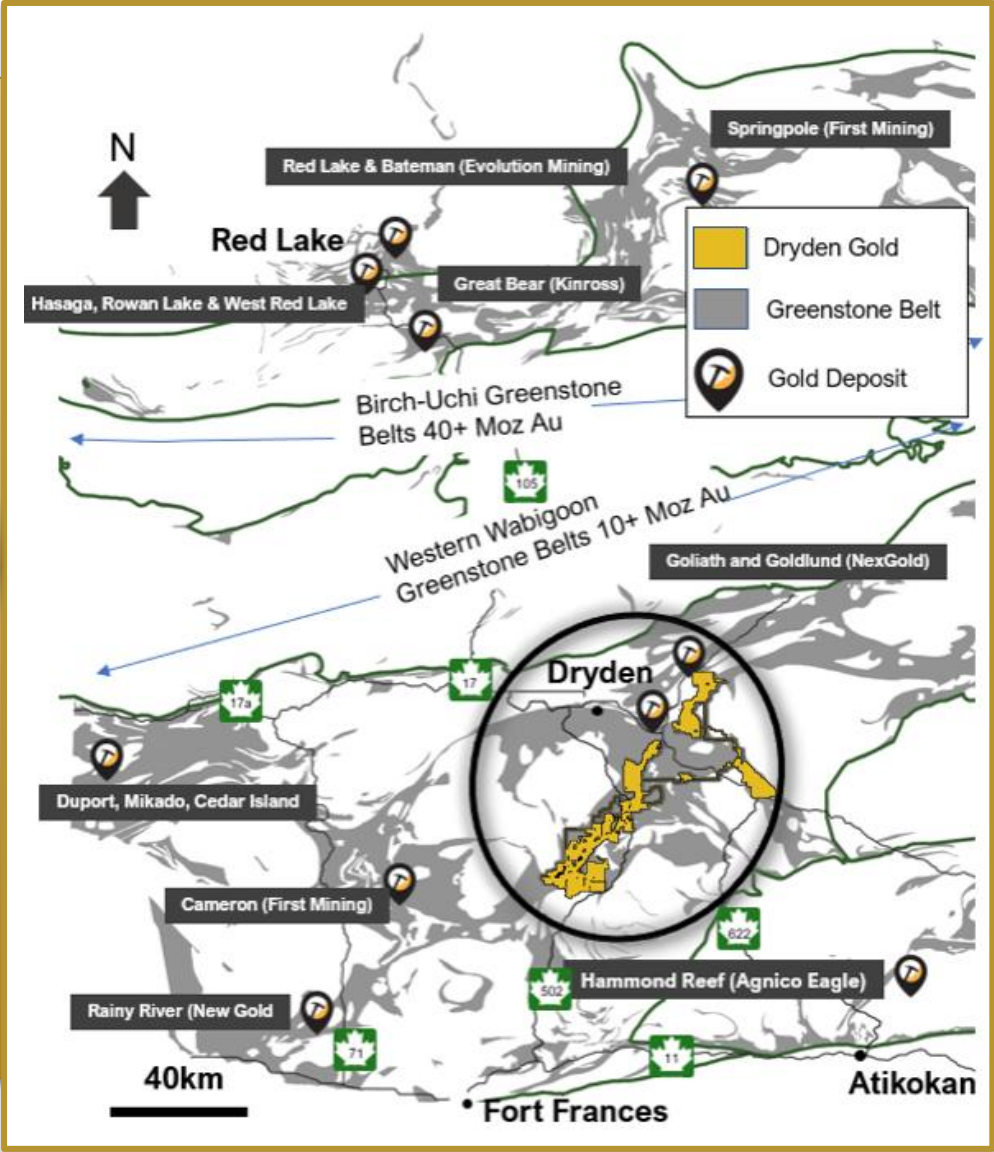 N
Springpole (First Mining)
Red Lake & Bateman (Evolution Mining)
Red Lake
Great Bear (Kinross)
Hasaga, Rowan Lake & West Red Lake
Dryden Gold
Greenstone Belt
Gold Deposit
Birch-Uchi Greenstone
Belts 40+ Moz Au
105
Western Wabigoon
Greenstone Belts 10+ Moz Au
Goliath and Goldlund (NexGold)
Dryden
17
17a
Duport, Mikado, Cedar Island
Cameron (First Mining)
622
Hammond Reef (Agnico Eagle)
502
Rainy River (New Gold
71
11
40km
Atikokan
Fort Frances